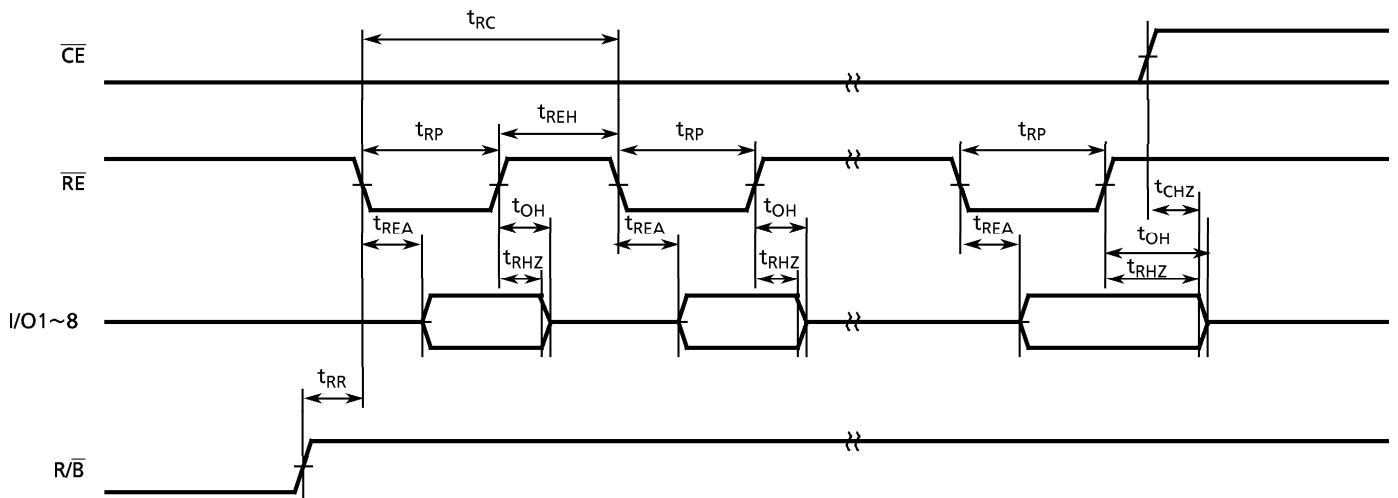 tRC
CE
tRP tREH tRP tRP
RE
tCHZ
tREA tOH tREA tOH tREA tOH
tRHZ tRHZ tRHZ
I/O1~8
tRR
R/B